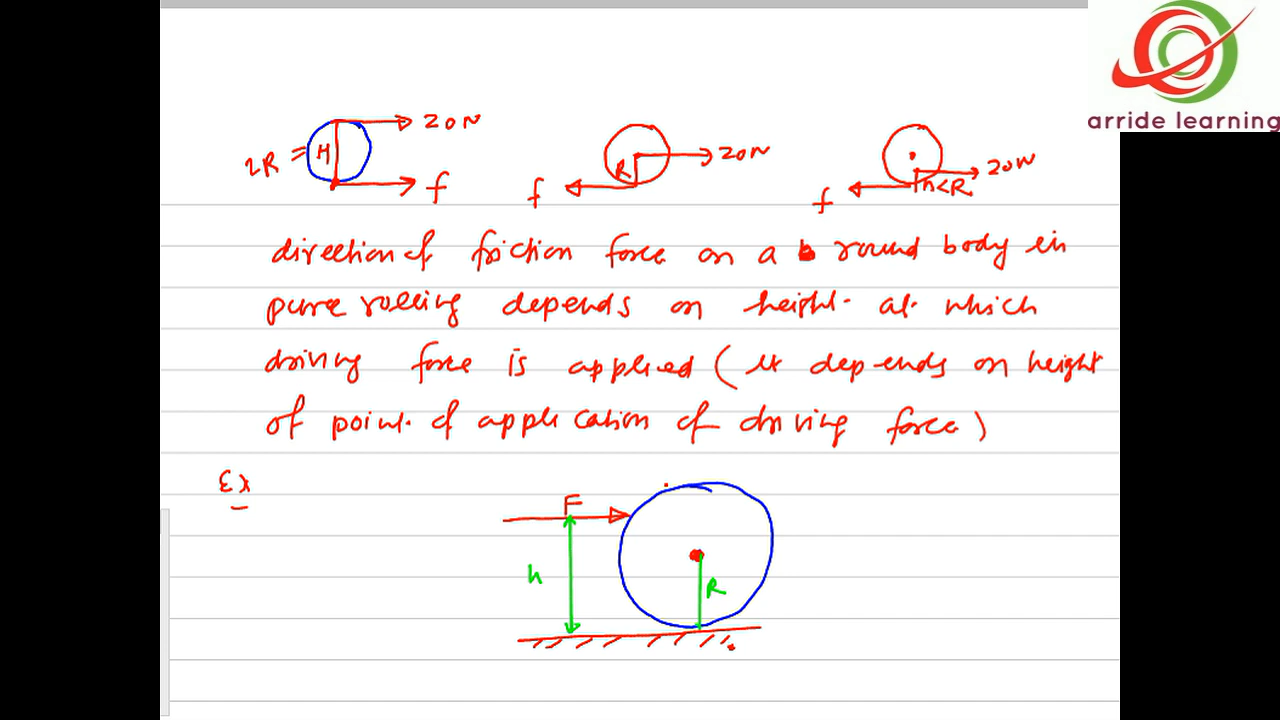 arride learning
2R = H 20N f
R 20N f
h<R 20N f
direction of friction force on a round body in
pure rolling depends on height at which
driving force is applied (It depends on height
of point of application of driving force)
Ex
F
h
R